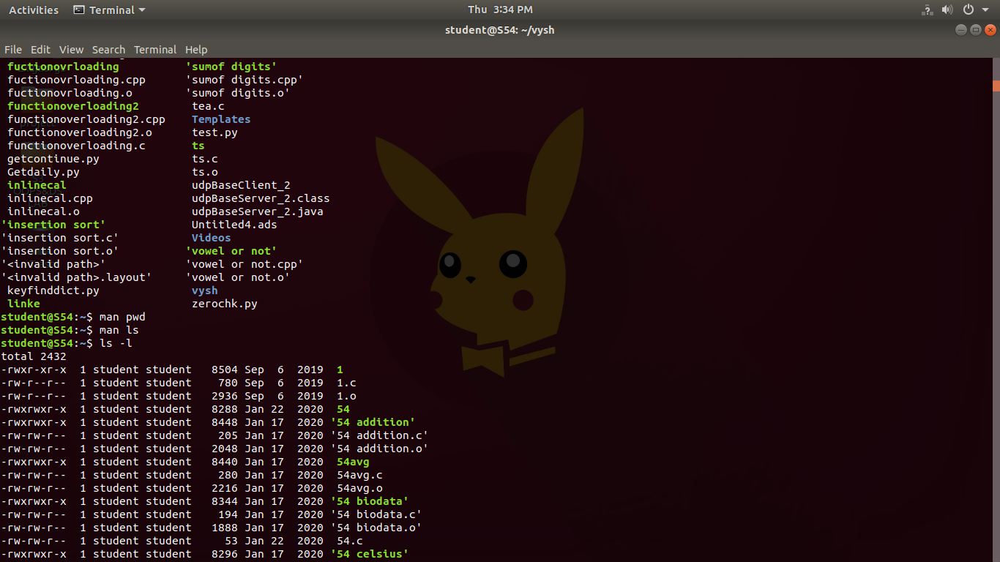 Activities Terminal Thu 3:34 PM ?
student@S54: ~/vysh
File Edit View Search Terminal Help
fuctionovrloading 'sumof digits'
fuctionovrloading.cpp 'sumof digits.cpp'
fuctionovrloading.o 'sumof digits.o'
functionoverloading2 tea.c
functionoverloading2.cpp Templates
functionoverloading2.o test.py
functionoverloading.c ts
getcontinue.py ts.c
Getdaily.py ts.o
inlinecal udpBaseClient_2
inlinecal.cpp udpBaseServer_2.class
inlinecal.o udpBaseServer_2.java
'insertion sort' Untitled4.ads
'insertion sort.c' Videos
'insertion sort.o' 'vowel or not'
'<invalid path>' 'vowel or not.cpp'
'<invalid path>.layout' 'vowel or not.o'
keyfinddict.py vysh
linke zerochk.py
student@S54:~$ man pwd
student@S54:~$ man ls
student@S54:~$ ls -l
total 2432
-rwxr-xr-x 1 student student 8504 Sep 6 2019 1
-rw-r--r-- 1 student student 780 Sep 6 2019 1.c
-rw-r--r-- 1 student student 2936 Sep 6 2019 1.o
-rwxrwxr-x 1 student student 8288 Jan 22 2020 54
-rwxrwxr-x 1 student student 8448 Jan 17 2020 '54 addition'
-rw-rw-r-- 1 student student 205 Jan 17 2020 '54 addition.c'
-rw-rw-r-- 1 student student 2048 Jan 17 2020 '54 addition.o'
-rwxrwxr-x 1 student student 8440 Jan 17 2020 54avg
-rw-rw-r-- 1 student student 280 Jan 17 2020 54avg.c
-rw-rw-r-- 1 student student 2216 Jan 17 2020 54avg.o
-rwxrwxr-x 1 student student 8344 Jan 17 2020 '54 biodata'
-rw-rw-r-- 1 student student 194 Jan 17 2020 '54 biodata.c'
-rw-rw-r-- 1 student student 1888 Jan 17 2020 '54 biodata.o'
-rw-rw-r-- 1 student student 53 Jan 22 2020 54.c
-rwxrwxr-x 1 student student 8296 Jan 17 2020 '54 celsius'